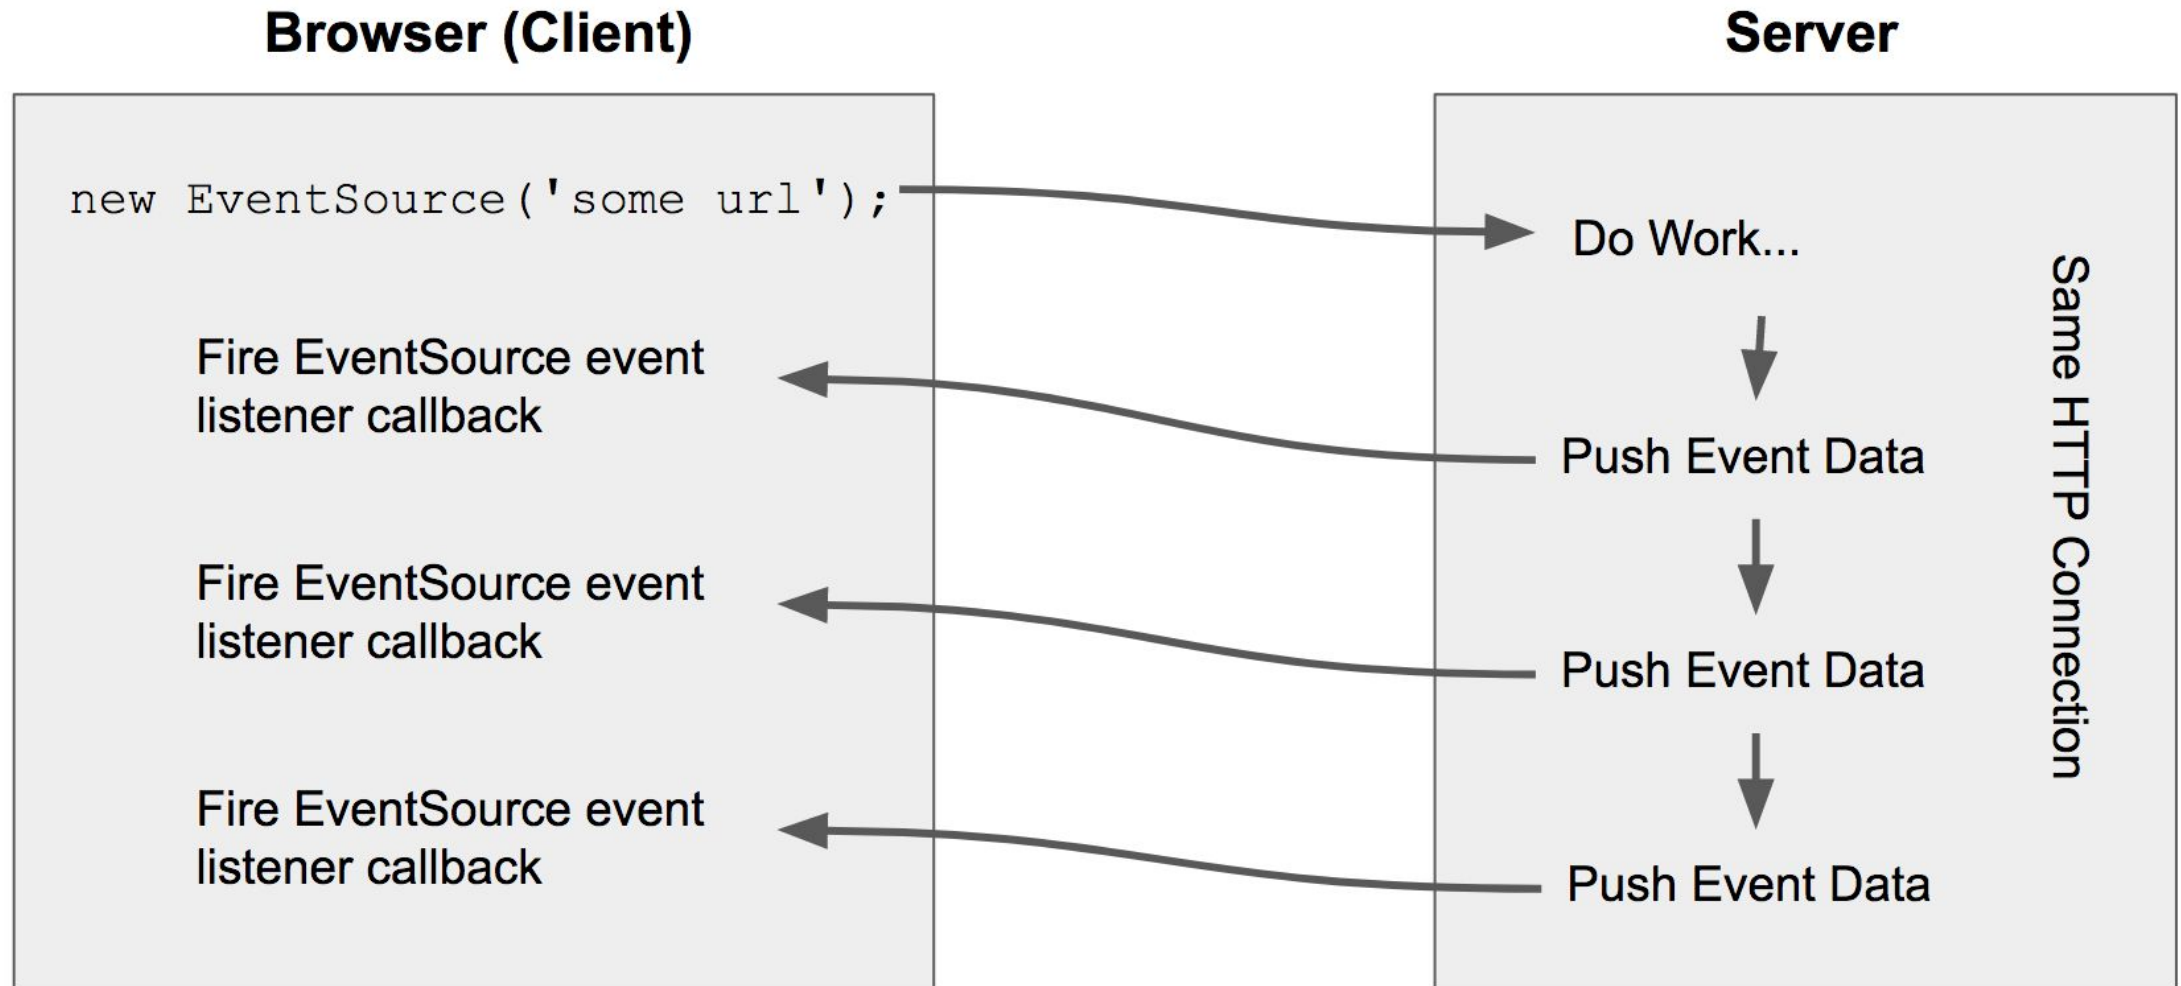 Browser (Client)
new EventSource('some url');
Fire EventSource event
listener callback
Fire EventSource event
listener callback
Fire EventSource event
listener callback
Server
Do Work...
Push Event Data
Push Event Data
Push Event Data
Same HTTP Connection